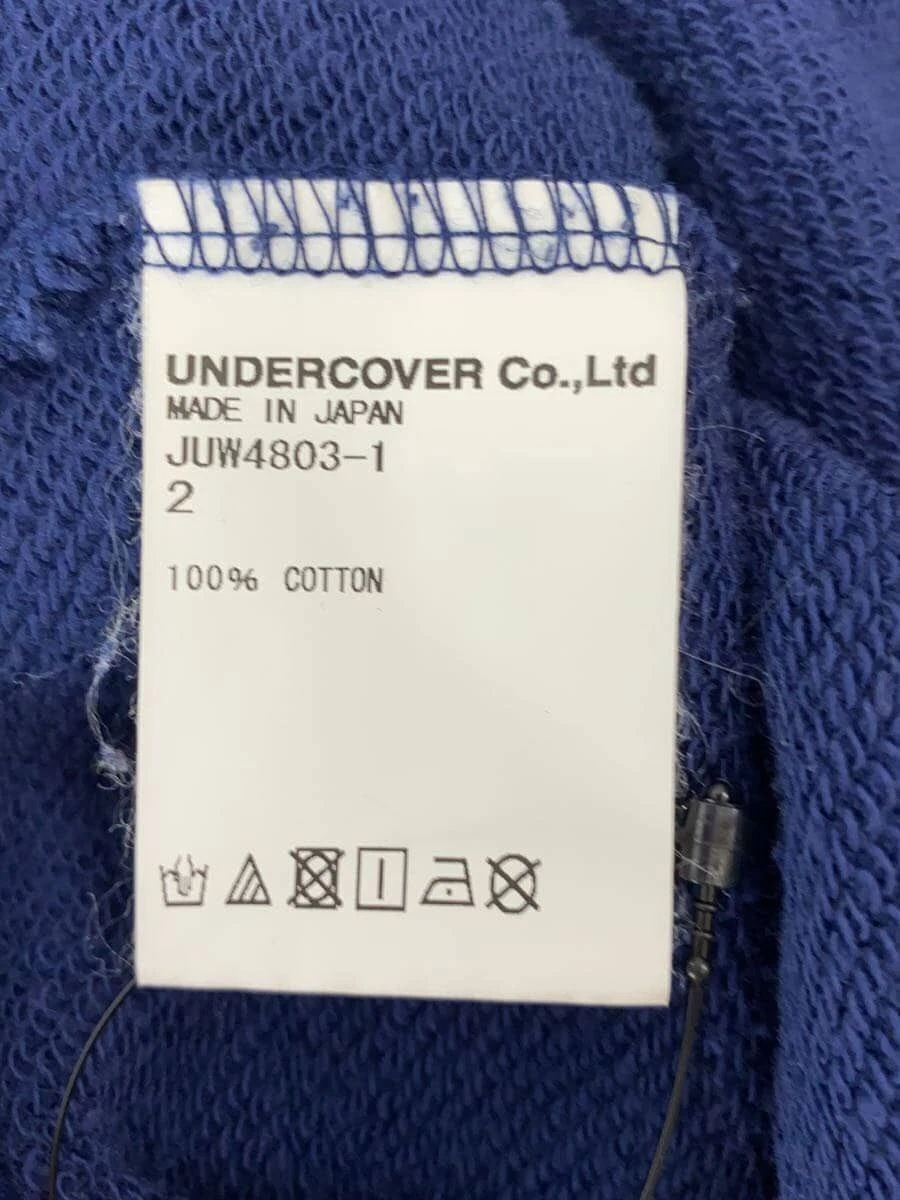 UNDERCOVER Co.,Ltd
MADE IN JAPAN
JUW4803-1
2
100% COTTON